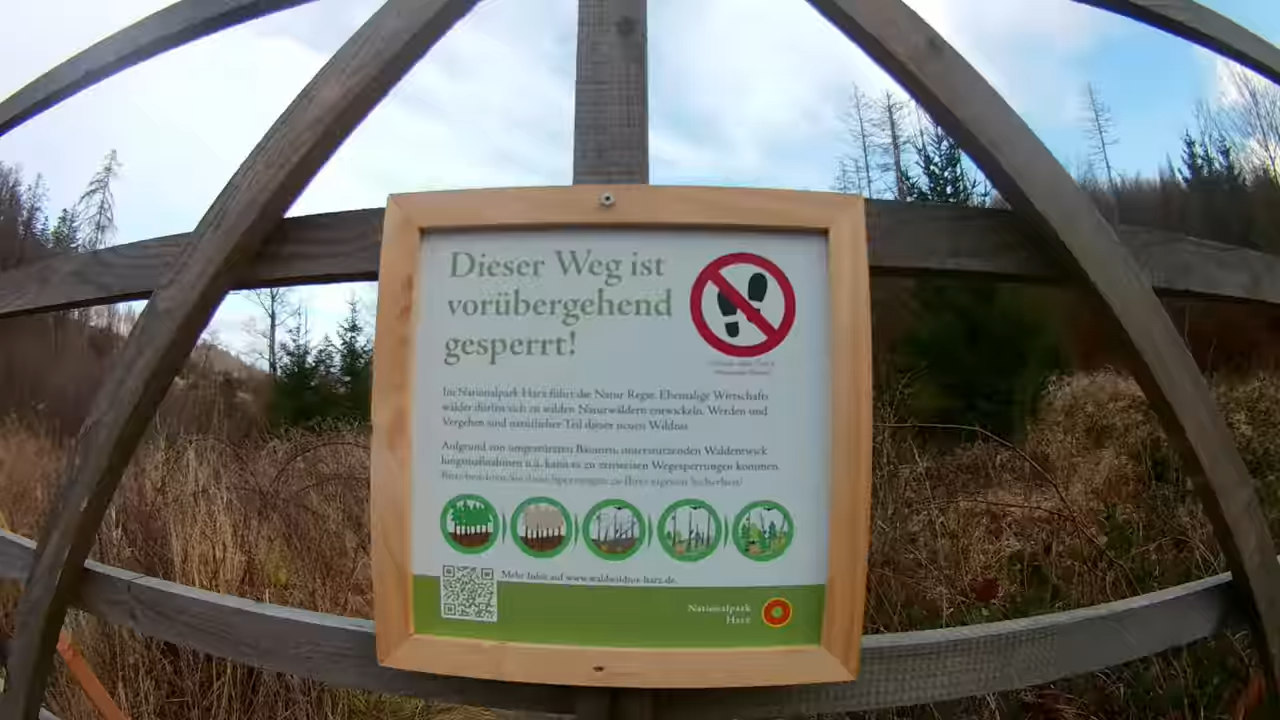 Dieser Weg ist
vorübergehend
gesperrt!
Im Nationalpark Harz führt die Natur Regie. Ehemalige Wirtschafts
wälder dürfen sich zu wilden Naturwäldern entwickeln. Werden und
Vergehen sind natürlicher Teil dieser neuen Wildnis
Aufgrund von umgestürzten Bäumen, unterstützenden Waldentwick
lungsmaßnahmen o.ä. kann es zu zeitweisen Wegesperrungen kommen
Bitte beachten Sie diese Sperrungen zu Ihrer eigenen Sicherheit!
Mehr Infos auf www.waldwildnis-harz.de.
Nationalpark
Harz